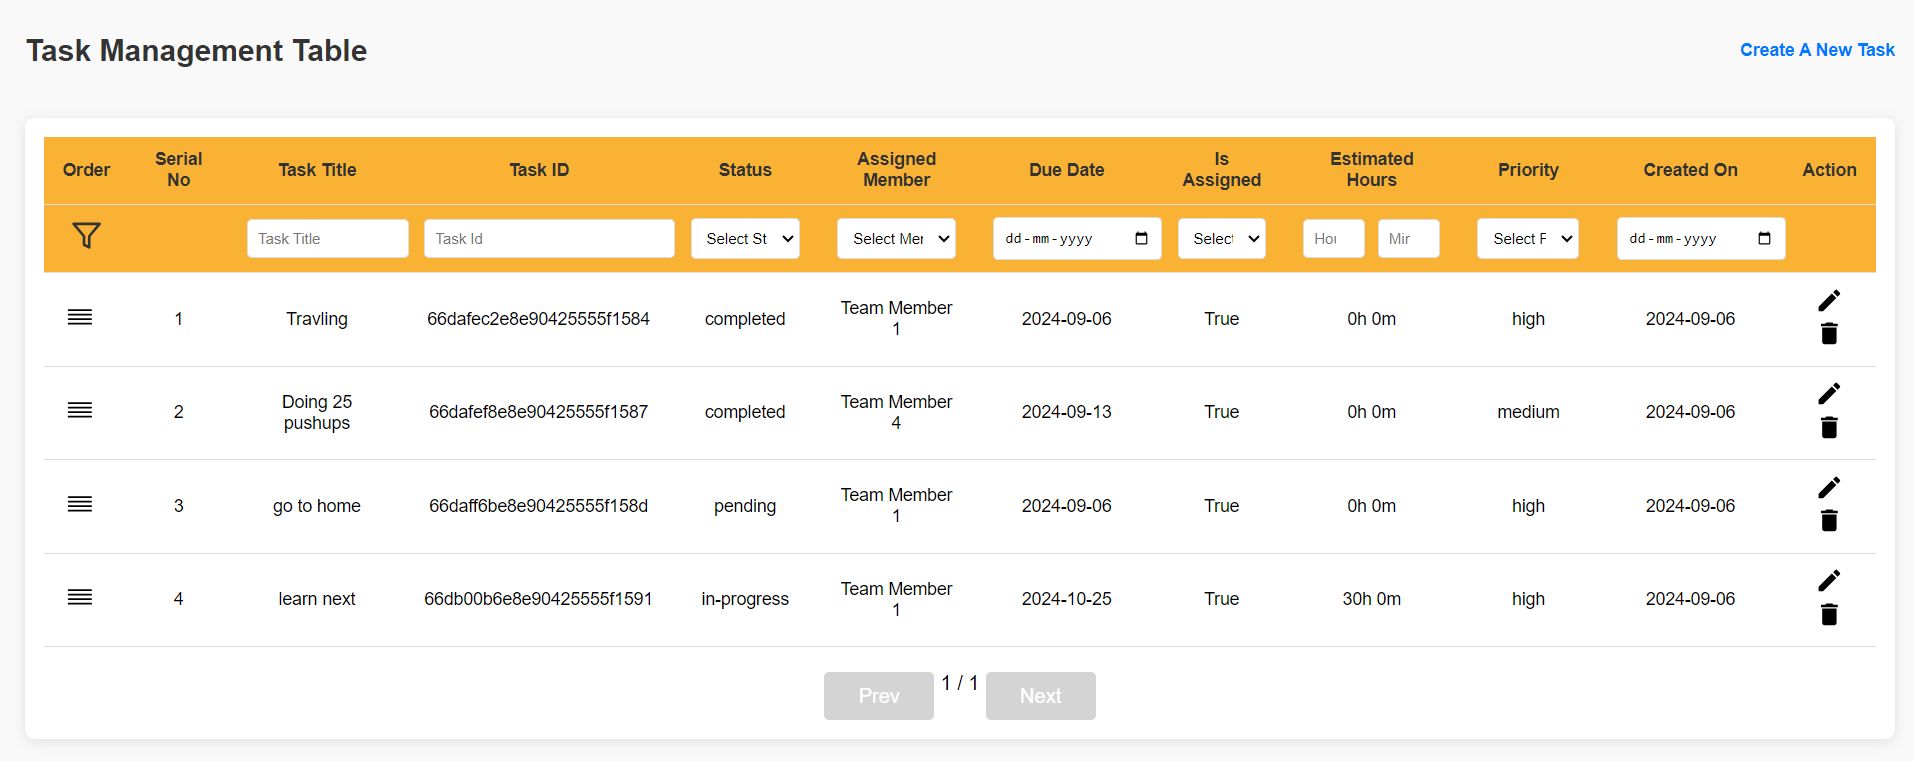 Task Management Table
Create A New Task
Order
Serial
No
Task Title
Task ID
Status
Assigned
Member
Due Date
Is
Assigned
Estimated
Hours
Priority
Created On
Action
Task Title
Task Id
Select St
Select Mer
dd-mm-yyyy
Select
Hou
Mir
Select F
dd-mm-yyyy
1
Travling
66dafec2e8e90425555f1584
completed
Team Member
1
2024-09-06
True
0h 0m
high
2024-09-06
2
Doing 25
pushups
66dafef8e8e90425555f1587
completed
Team Member
4
2024-09-13
True
0h 0m
medium
2024-09-06
3
go to home
66daff6be8e90425555f158d
pending
Team Member
1
2024-09-06
True
0h 0m
high
2024-09-06
4
learn next
66db00b6e8e90425555f1591
in-progress
Team Member
1
2024-10-25
True
30h 0m
high
2024-09-06
Prev
1 / 1
Next